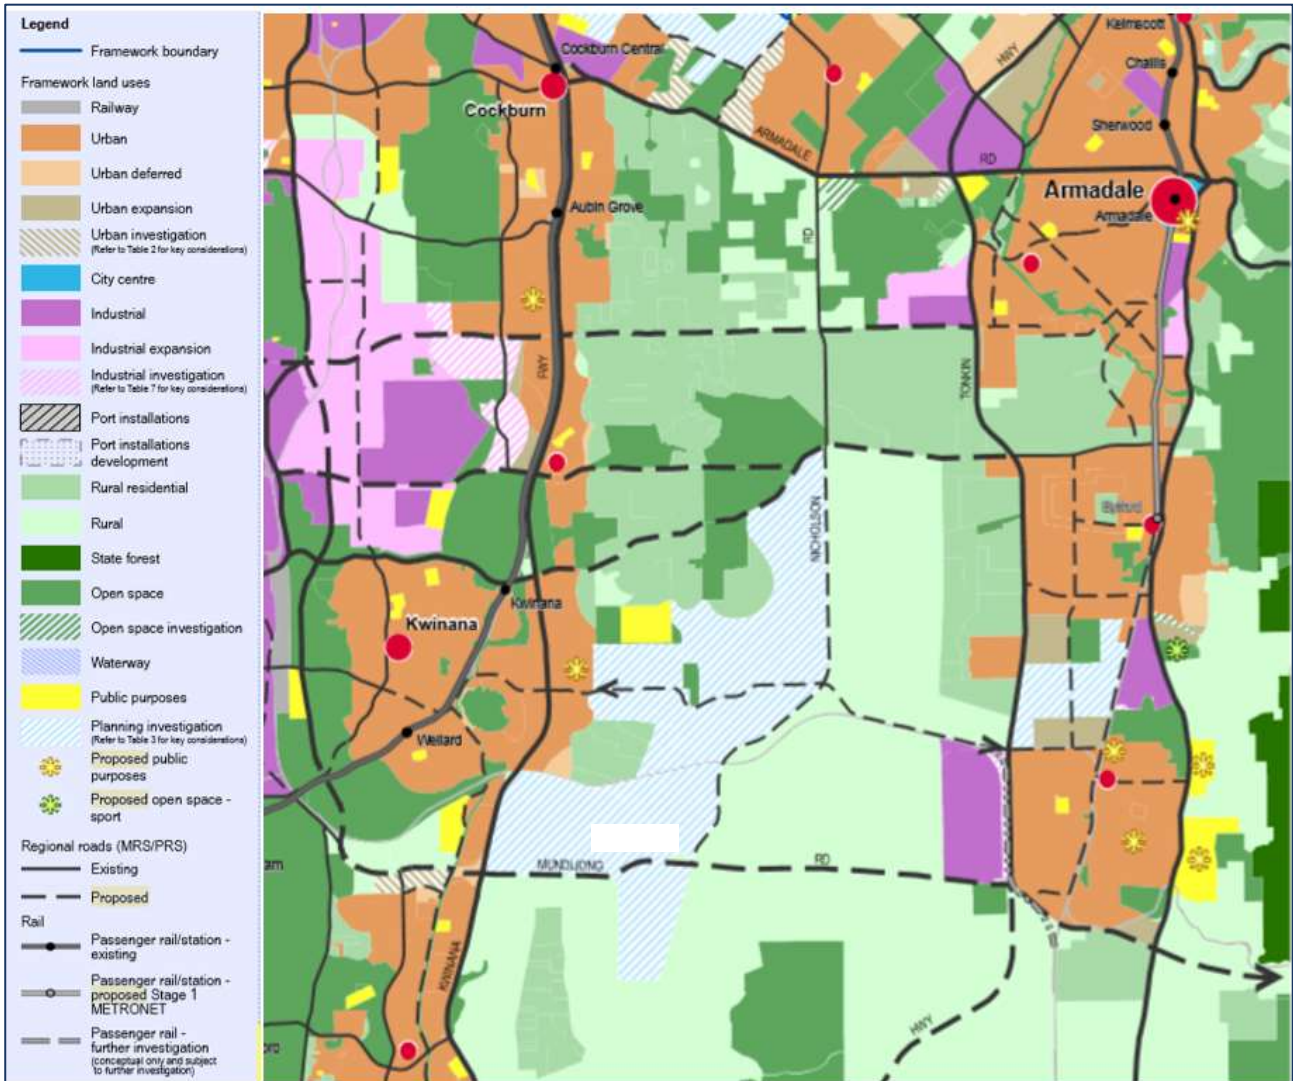 Legend
Framework boundary
Framework land uses
Railway
Urban
Urban deferred
Urban expansion
Urban investigation
(Refer to Table 2 for key considerations)
City centre
Industrial
Industrial expansion
Industrial investigation
(Refer to Table 7 for key considerations)
Port installations
Port installations
development
Rural residential
Rural
State forest
Open space
Open space investigation
Waterway
Public purposes
Planning investigation
(Refer to Table 3 for key considerations)
Proposed public
purposes
Proposed open space -
sport
Regional roads (MRS/PRS)
Existing
Proposed
Rail
Passenger rail/station -
existing
Passenger rail/station -
proposed Stage 1
METRONET
Passenger rail -
further investigation
(conceptual only and subject
to further investigation)
Kelmscott
Cockburn Central
HWY
Challis
Cockburn
Sherwood
ARMADALE
RD
Armadale
Armadale
Aubin Grove
RD
FWY
TONKIN
NICHOLSON
Byford
Kwinana
Kwinana
Wellard
MUNDIJONG
RD
KWINANA
HWY